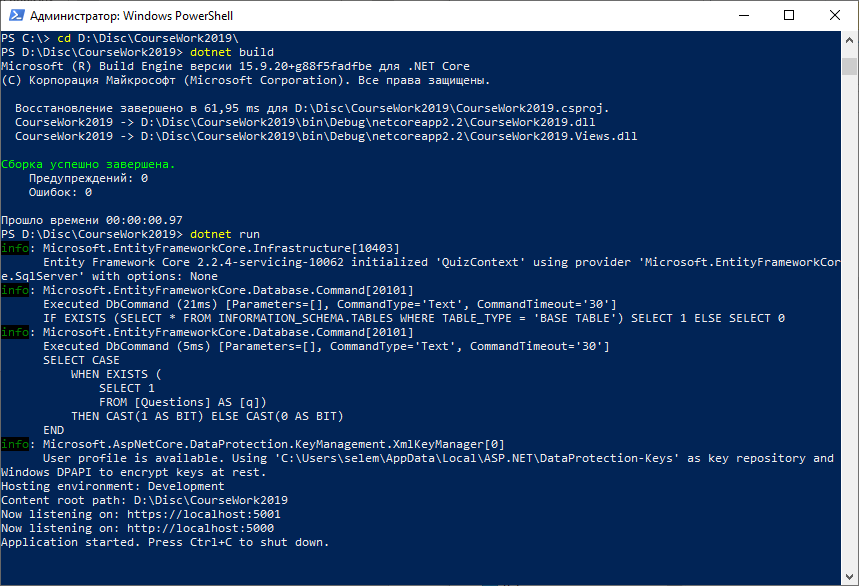 Администратор: Windows PowerShell
PS C:\> cd D:\Disc\CourseWork2019\
PS D:\Disc\CourseWork2019> dotnet build
Microsoft (R) Build Engine версии 15.9.20+g88f5fadfbe для .NET Core
(C) Корпорация Майкрософт (Microsoft Corporation). Все права защищены.
Восстановление завершено в 61,95 ms для D:\Disc\CourseWork2019\CourseWork2019.csproj.
CourseWork2019 -> D:\Disc\CourseWork2019\bin\Debug\netcoreapp2.2\CourseWork2019.dll
CourseWork2019 -> D:\Disc\CourseWork2019\bin\Debug\netcoreapp2.2\CourseWork2019.Views.dll
Сборка успешно завершена.
Предупреждений: 0
Ошибок: 0
Прошло времени 00:00:00.97
PS D:\Disc\CourseWork2019> dotnet run
info: Microsoft.EntityFrameworkCore.Infrastructure[10403]
Entity Framework Core 2.2.4-servicing-10062 initialized 'QuizContext' using provider 'Microsoft.EntityFrameworkCor
e.SqlServer' with options: None
info: Microsoft.EntityFrameworkCore.Database.Command[20101]
Executed DbCommand (21ms) [Parameters=[], CommandType='Text', CommandTimeout='30']
IF EXISTS (SELECT * FROM INFORMATION_SCHEMA.TABLES WHERE TABLE_TYPE = 'BASE TABLE') SELECT 1 ELSE SELECT 0
info: Microsoft.EntityFrameworkCore.Database.Command[20101]
Executed DbCommand (5ms) [Parameters=[], CommandType='Text', CommandTimeout='30']
SELECT CASE
WHEN EXISTS (
SELECT 1
FROM [Questions] AS [q])
THEN CAST(1 AS BIT) ELSE CAST(0 AS BIT)
END
info: Microsoft.AspNetCore.DataProtection.KeyManagement.XmlKeyManager[0]
User profile is available. Using 'C:\Users\selem\AppData\Local\ASP.NET\DataProtection-Keys' as key repository and
Windows DPAPI to encrypt keys at rest.
Hosting environment: Development
Content root path: D:\Disc\CourseWork2019
Now listening on: https://localhost:5001
Now listening on: http://localhost:5000
Application started. Press Ctrl+C to shut down.